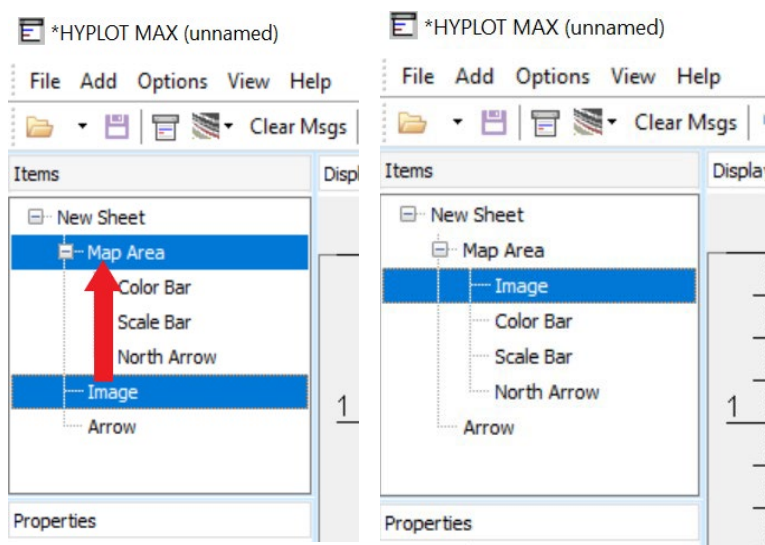 *HYPLOT MAX (unnamed)
File Add Options View Help
Clear Msgs
Items
Displ
New Sheet
Map Area
Color Bar
Scale Bar
North Arrow
Image
Arrow
1
Properties
*HYPLOT MAX (unnamed)
File Add Options View He
Clear Msgs
Items
Displa
New Sheet
Map Area
Image
Color Bar
Scale Bar
North Arrow
Arrow
1
Properties